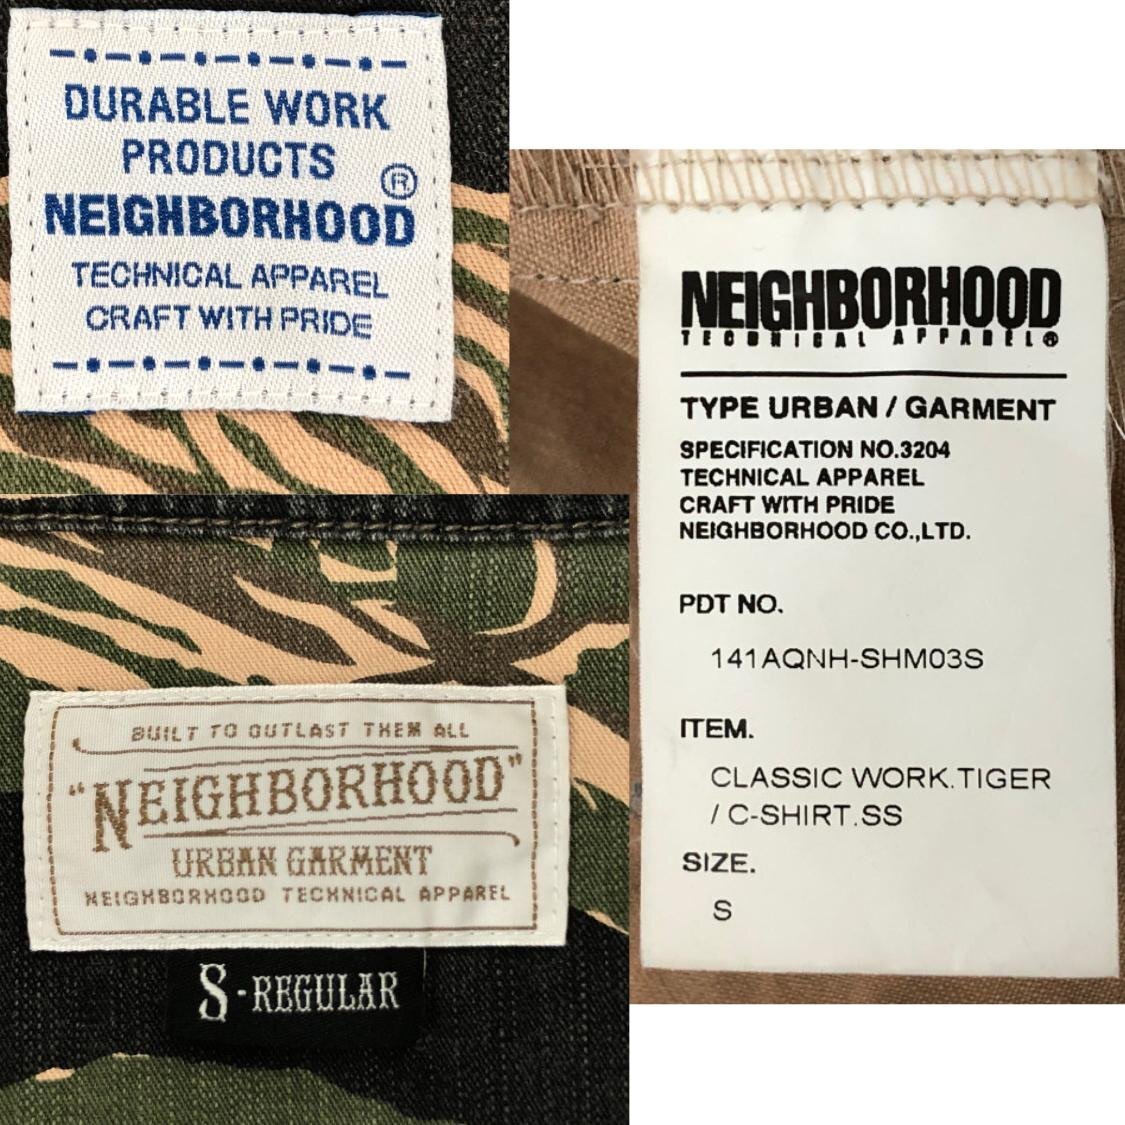 DURABLE WORK
PRODUCTS
NEIGHBORHOOD®
TECHNICAL APPAREL
CRAFT WITH PRIDE
NEIGHBORHOOD
TECHNICAL APPAREL®
TYPE URBAN / GARMENT
SPECIFICATION NO.3204
TECHNICAL APPAREL
CRAFT WITH PRIDE
NEIGHBORHOOD CO.,LTD.
PDT NO.
141AQNH-SHM03S
ITEM.
CLASSIC WORK.TIGER
/ C-SHIRT.SS
SIZE.
S
BUILT TO OUTLAST THEM ALL
"NEIGHBORHOOD"
URBAN GARMENT
NEIGHBORHOOD TECHNICAL APPAREL
S-REGULAR